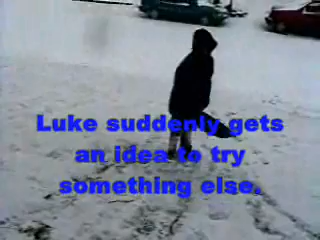 Luke suddenly gets
an idea to try
something else.